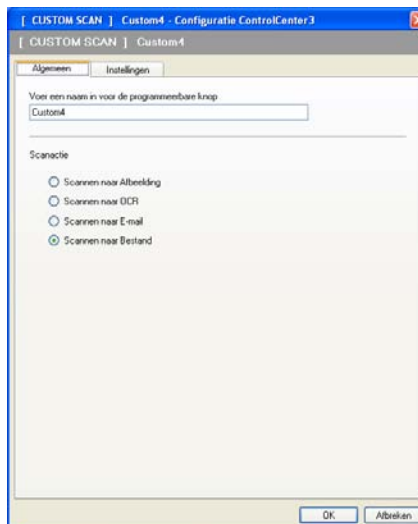 [ CUSTOM SCAN ] Custom4 - Configuratie ControlCenter3
[ CUSTOM SCAN ] Custom4
Algemeen Instellingen
Voer een naam in voor de programmeerbare knop
Custom4
Scanactie
Scannen naar Afbeelding
Scannen naar OCR
Scannen naar E-mail
Scannen naar Bestand
OK Afbreken